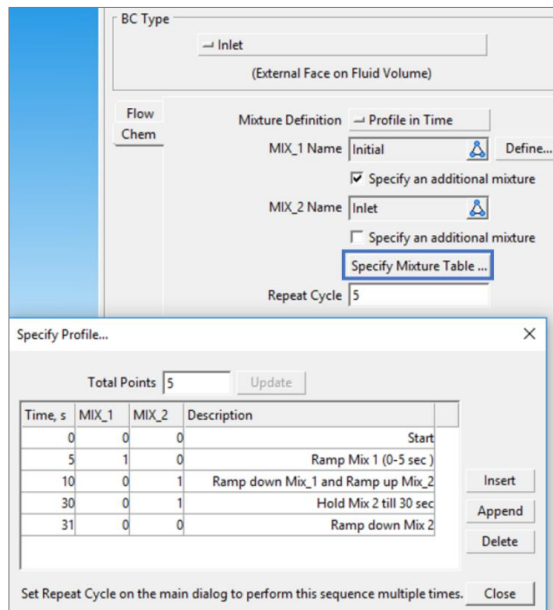 BC Type
Inlet
(External Face on Fluid Volume)
Flow
Chem
Mixture Definition Profile in Time
MIX_1 Name Initial Define...
Specify an additional mixture
MIX_2 Name Inlet
Specify an additional mixture
Specify Mixture Table ...
Repeat Cycle 5
Specify Profile...
Total Points 5 Update
Time, s MIX_1 MIX_2 Description
0 0 0 Start
5 1 0 Ramp Mix 1 (0-5 sec )
10 0 1 Ramp down Mix_1 and Ramp up Mix_2
30 0 1 Hold Mix 2 till 30 sec
31 0 0 Ramp down Mix 2
Insert
Append
Delete
Set Repeat Cycle on the main dialog to perform this sequence multiple times. Close